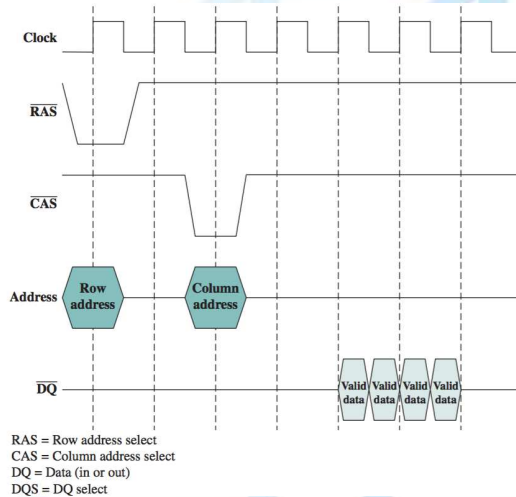 Clock
RAS
CAS
Address
Row
address
Column
address
DQ
Valid
data
Valid
data
Valid
data
Valid
data
RAS = Row address select
CAS = Column address select
DQ = Data (in or out)
DQS = DQ select